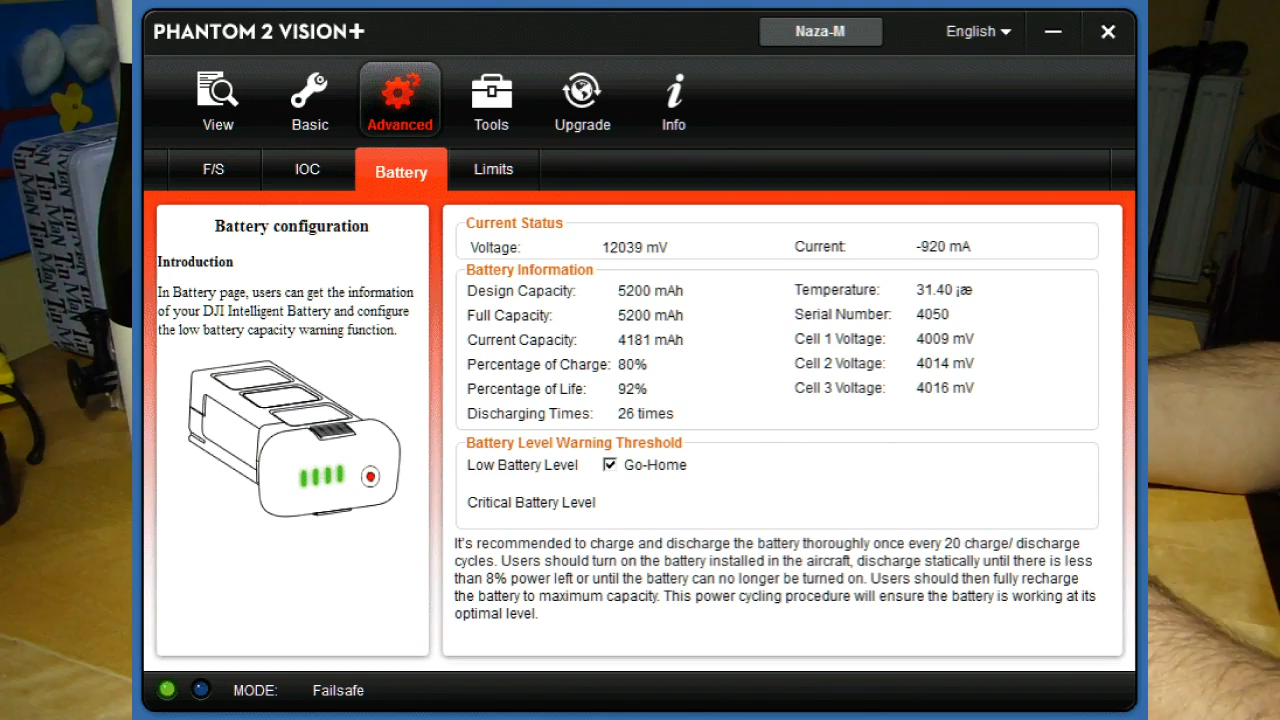 PHANTOM 2 VISION+
Naza-M
English
View
Basic
Advanced
Tools
Upgrade
Info
F/S
IOC
Battery
Limits
Battery configuration
Introduction
In Battery page, users can get the information
of your DJI Intelligent Battery and configure
the low battery capacity warning function.
Current Status
Voltage: 12039 mV
Current: -920 mA
Battery Information
Design Capacity: 5200 mAh
Full Capacity: 5200 mAh
Current Capacity: 4181 mAh
Percentage of Charge: 80%
Percentage of Life: 92%
Discharging Times: 26 times
Temperature: 31.40 ¡æ
Serial Number: 4050
Cell 1 Voltage: 4009 mV
Cell 2 Voltage: 4014 mV
Cell 3 Voltage: 4016 mV
Battery Level Warning Threshold
Low Battery Level Go-Home
Critical Battery Level
It's recommended to charge and discharge the battery thoroughly once every 20 charge/ discharge
cycles. Users should turn on the battery installed in the aircraft, discharge statically until there is less
than 8% power left or until the battery can no longer be turned on. Users should then fully recharge
the battery to maximum capacity. This power cycling procedure will ensure the battery is working at its
optimal level.
MODE: Failsafe
Tin Man
Tin Man
Tin Man